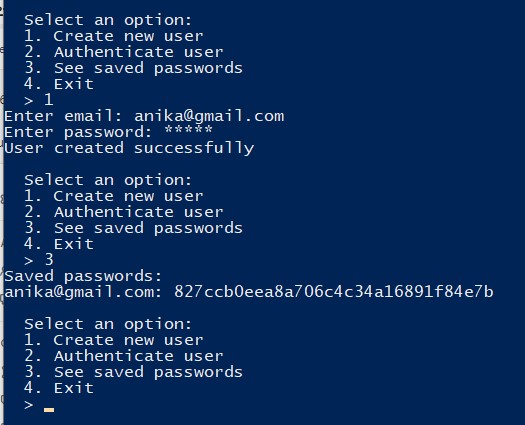 Select an option:
1. Create new user
2. Authenticate user
3. See saved passwords
4. Exit
> 1
Enter email: anika@gmail.com
Enter password: *****
User created successfully
Select an option:
1. Create new user
2. Authenticate user
3. See saved passwords
4. Exit
> 3
Saved passwords:
anika@gmail.com: 827ccb0eea8a706c4c34a16891f84e7b
Select an option:
1. Create new user
2. Authenticate user
3. See saved passwords
4. Exit
>